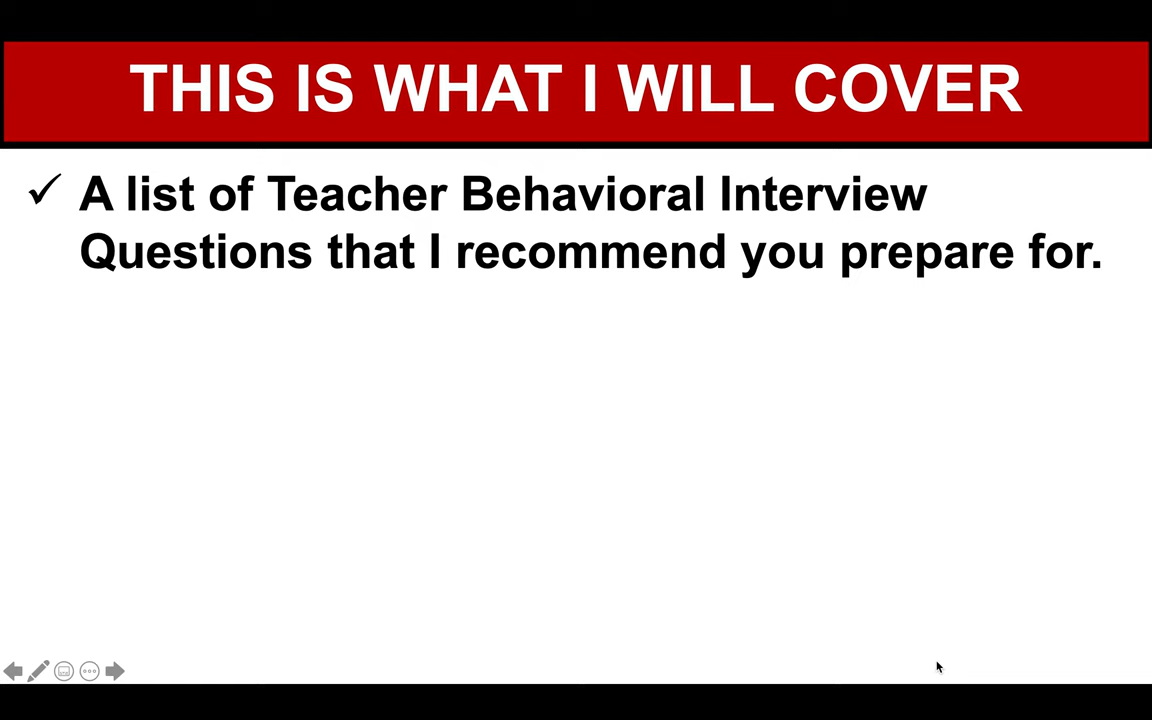 THIS IS WHAT I WILL COVER
✓ A list of Teacher Behavioral Interview
Questions that I recommend you prepare for.